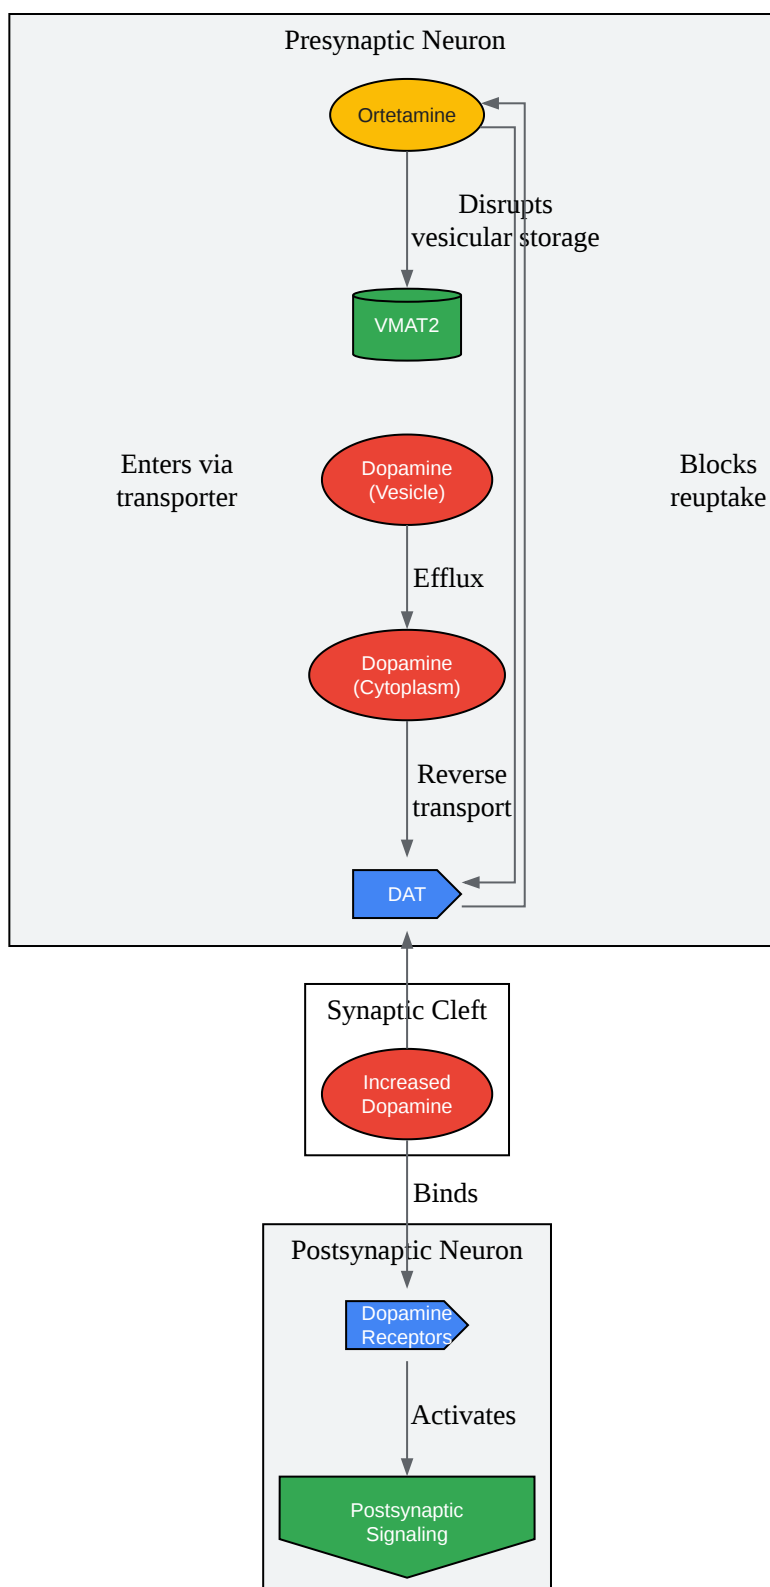 Presynaptic Neuron
Ortetamine
Disrupts
vesicular storage
VMAT2
Enters via
transporter
Dopamine
(Vesicle)
Blocks
reuptake
Efflux
Dopamine
(Cytoplasm)
Reverse
transport
DAT
Synaptic Cleft
Increased
Dopamine
Binds
Postsynaptic Neuron
Dopamine
Receptors
Activates
Postsynaptic
Signaling